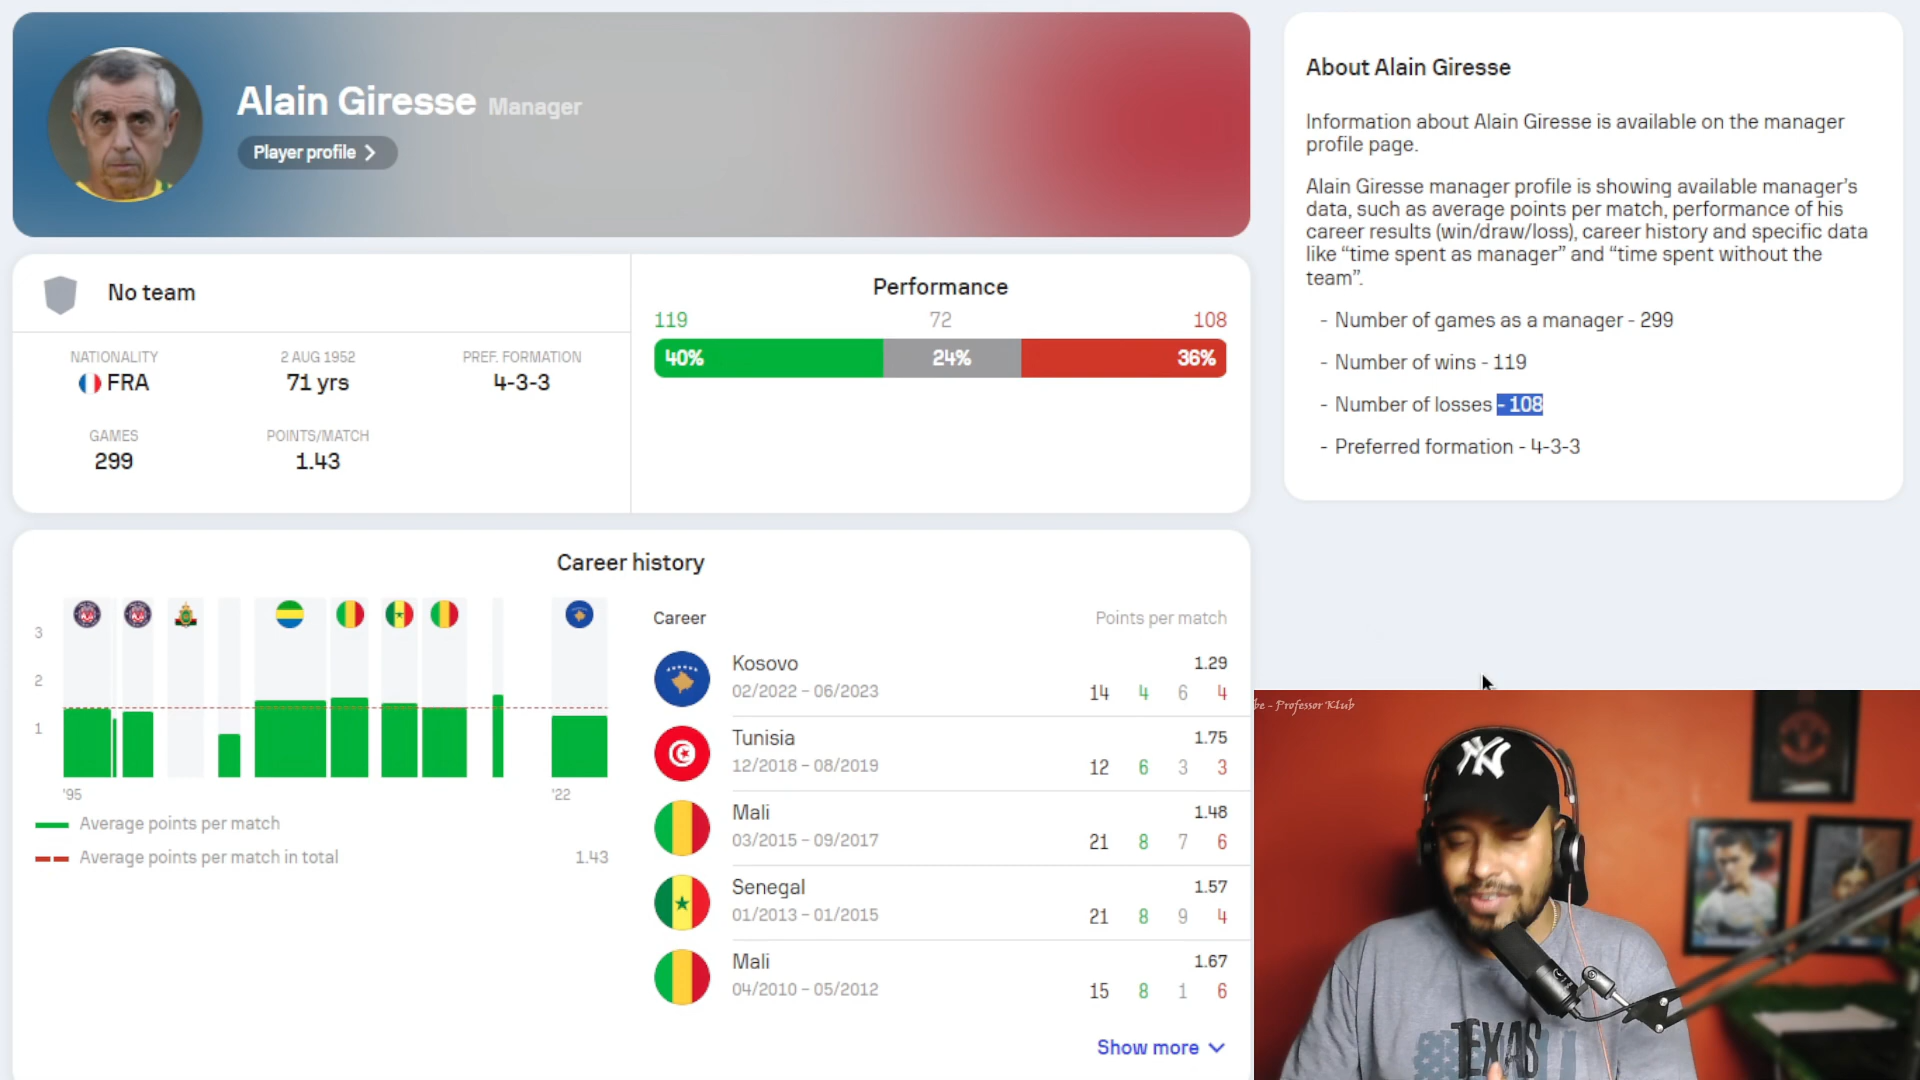 Alain Giresse Manager
Player profile
No team
NATIONALITY
FRA
2 AUG 1952
71 yrs
PREF. FORMATION
4-3-3
GAMES
299
POINTS/MATCH
1.43
Performance
119 72 108
40% 24% 36%
Career history
3
2
1
'95 '22
Average points per match
Average points per match in total 1.43
Career Points per match
Kosovo 1.29
02/2022 – 06/2023 14 4 6 4
Tunisia 1.75
12/2018 – 08/2019 12 6 3 3
Mali 1.48
03/2015 – 09/2017 21 8 7 6
Senegal 1.57
01/2013 – 01/2015 21 8 9 4
Mali 1.67
04/2010 – 05/2012 15 8 1 6
Show more
About Alain Giresse
Information about Alain Giresse is available on the manager
profile page.
Alain Giresse manager profile is showing available manager's
data, such as average points per match, performance of his
career results (win/draw/loss), career history and specific data
like “time spent as manager” and “time spent without the
team”.
- Number of games as a manager - 299
- Number of wins - 119
- Number of losses - 108
- Preferred formation - 4-3-3
be - Professor Klub
NY
TEXAS